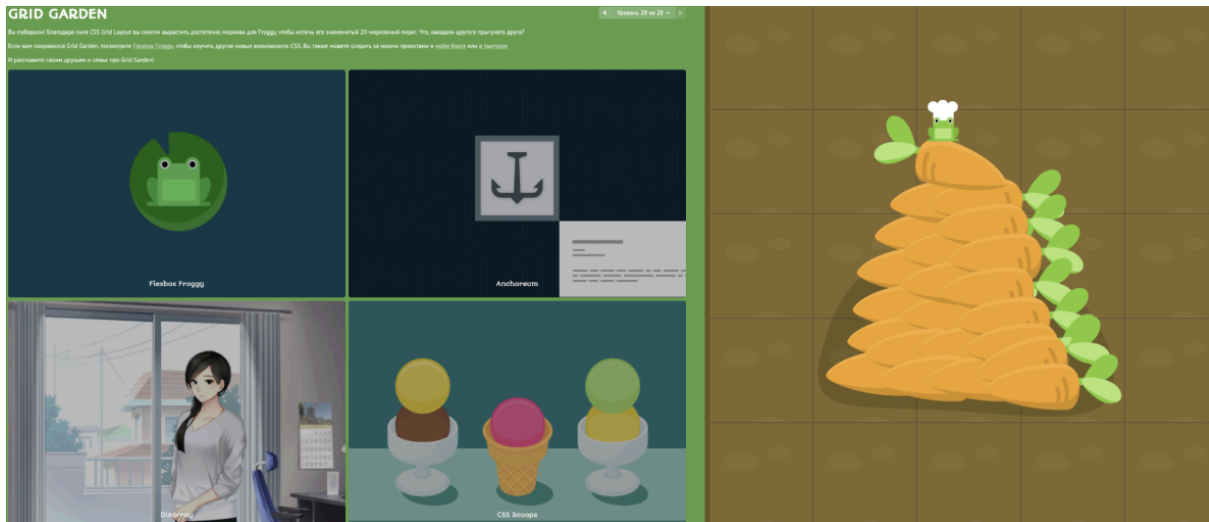 GRID GARDEN
◀ Уровень 28 из 28 ▾ ▶
Вы победили! Благодаря силе CSS Grid Layout вы смогли вырастить достаточно моркови для Froggy, чтобы испечь его знаменитый 20-морковный пирог. Что, ожидали другого прыгучего друга?
Если вам понравился Grid Garden, посмотрите Flexbox Froggy, чтобы изучить другие новые возможности CSS. Вы также можете следить за моими проектами в моём блоге или в твиттере.
И расскажите своим друзьям и семье про Grid Garden!
Flexbox Froggy
Anchoreum
Disarray
CSS Scoops